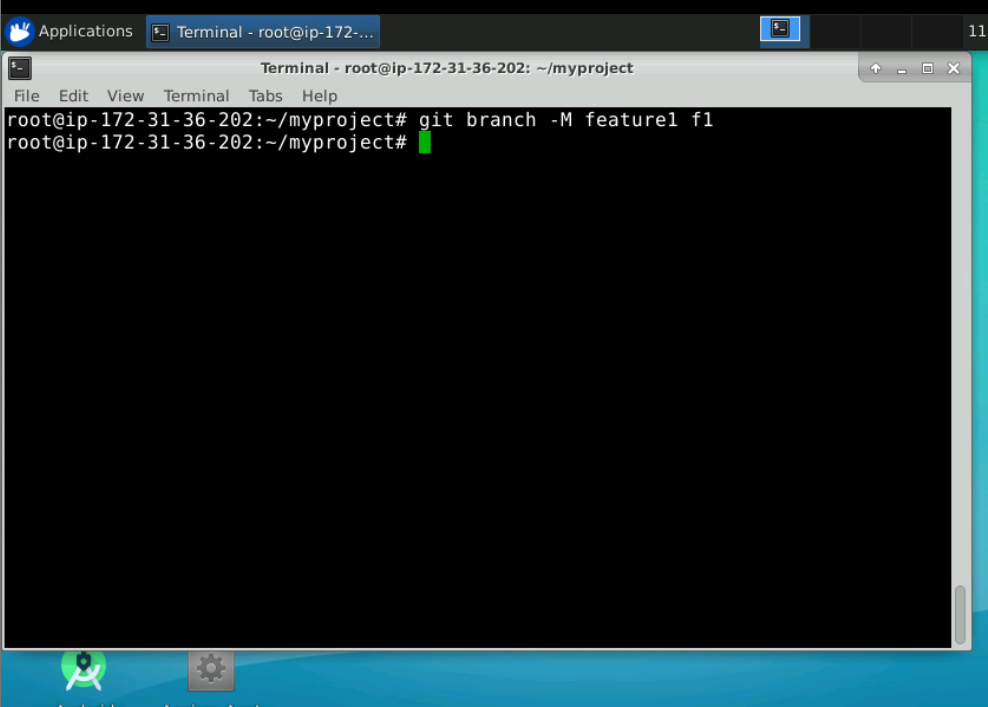 Applications Terminal - root@ip-172-... 11
Terminal - root@ip-172-31-36-202: ~/myproject
File Edit View Terminal Tabs Help
root@ip-172-31-36-202:~/myproject# git branch -M feature1 f1
root@ip-172-31-36-202:~/myproject#